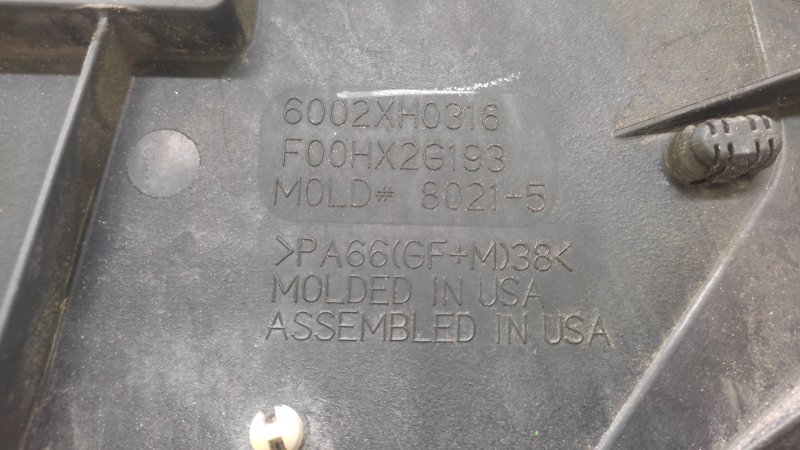 6002XH0316
F00HX2G193
MOLD# 8021-5
>PA66(GF+M)38<
MOLDED IN USA
ASSEMBLED IN USA